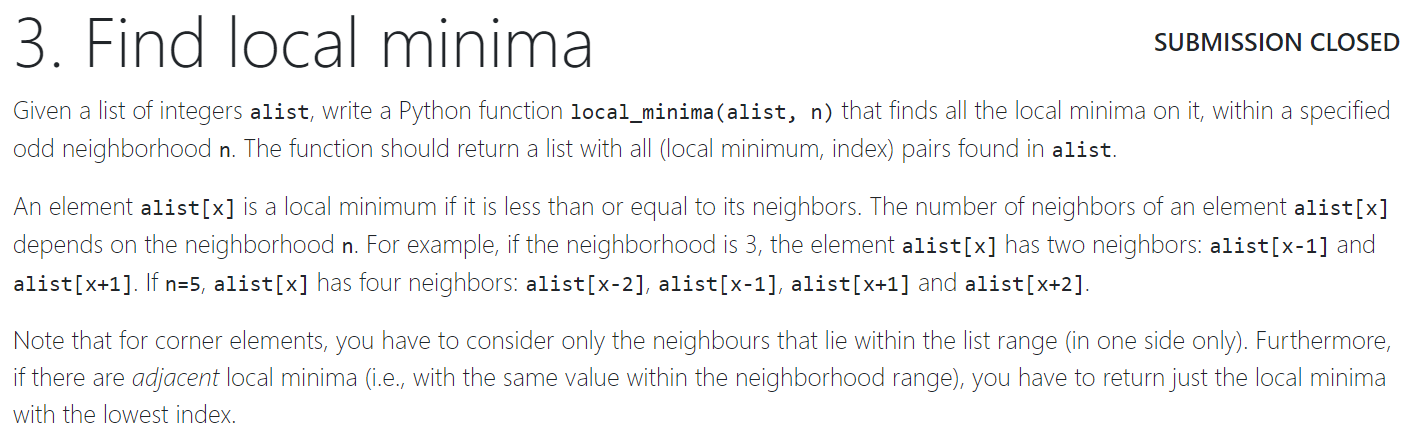 3. Find local minima
SUBMISSION CLOSED
Given a list of integers alist, write a Python function local_minima(alist, n) that finds all the local minima on it, within a specified
odd neighborhood n. The function should return a list with all (local minimum, index) pairs found in alist.
An element alist[x] is a local minimum if it is less than or equal to its neighbors. The number of neighbors of an element alist[x]
depends on the neighborhood n. For example, if the neighborhood is 3, the element alist[x] has two neighbors: alist[x-1] and
alist[x+1]. If n=5, alist[x] has four neighbors: alist[x-2], alist[x-1], alist[x+1] and alist[x+2].
Note that for corner elements, you have to consider only the neighbours that lie within the list range (in one side only). Furthermore,
if there are adjacent local minima (i.e., with the same value within the neighborhood range), you have to return just the local minima
with the lowest index.